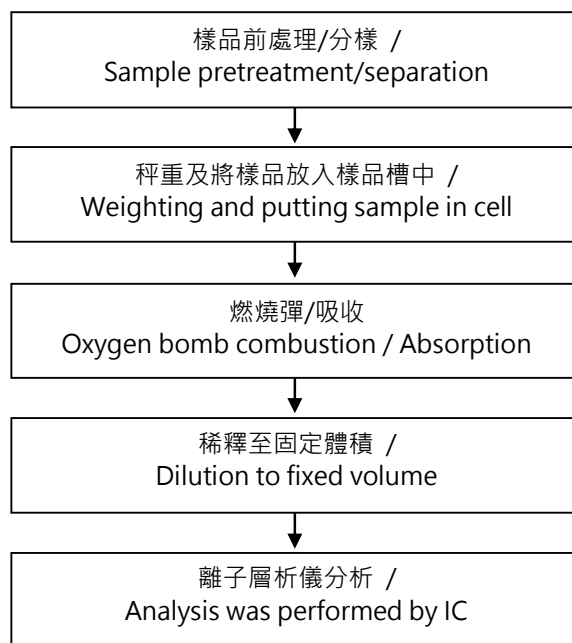 樣品前處理/分樣 /
Sample pretreatment/separation
秤重及將樣品放入樣品槽中 /
Weighting and putting sample in cell
燃燒彈/吸收
Oxygen bomb combustion / Absorption
稀釋至固定體積 /
Dilution to fixed volume
離子層析儀分析 /
Analysis was performed by IC